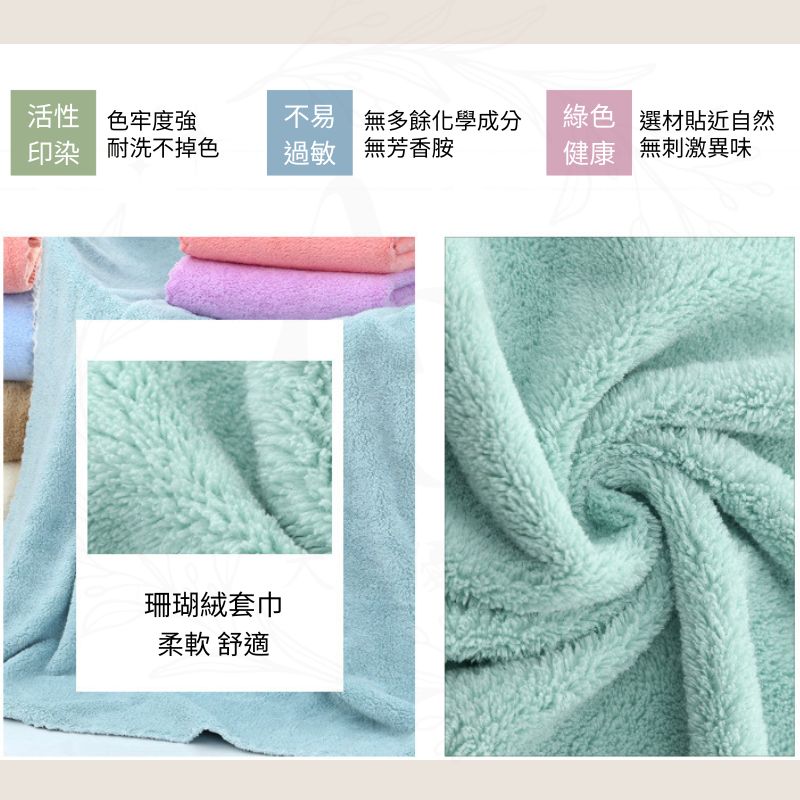 活性
印染
色牢度強
耐洗不掉色
不易
過敏
無多餘化學成分
無芳香胺
綠色
健康
選材貼近自然
無刺激異味
珊瑚絨套巾
柔軟 舒適